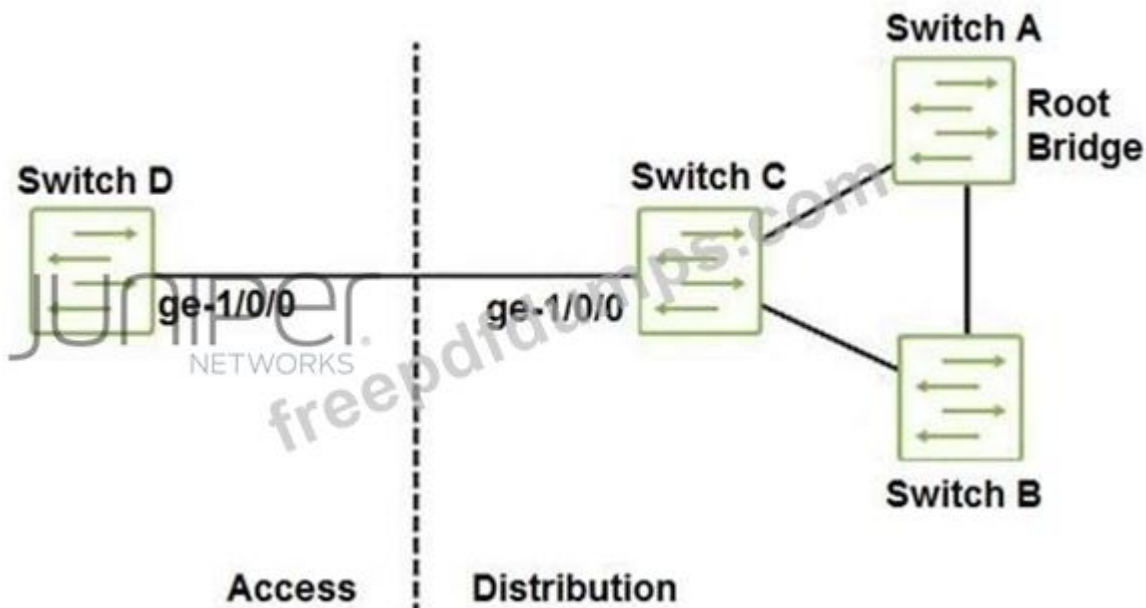 Switch A
Root
Bridge
Switch D
Switch C
ge-1/0/0
ge-1/0/0
JUNIPER
NETWORKS
freepdfdumps.com
Switch B
Access
Distribution